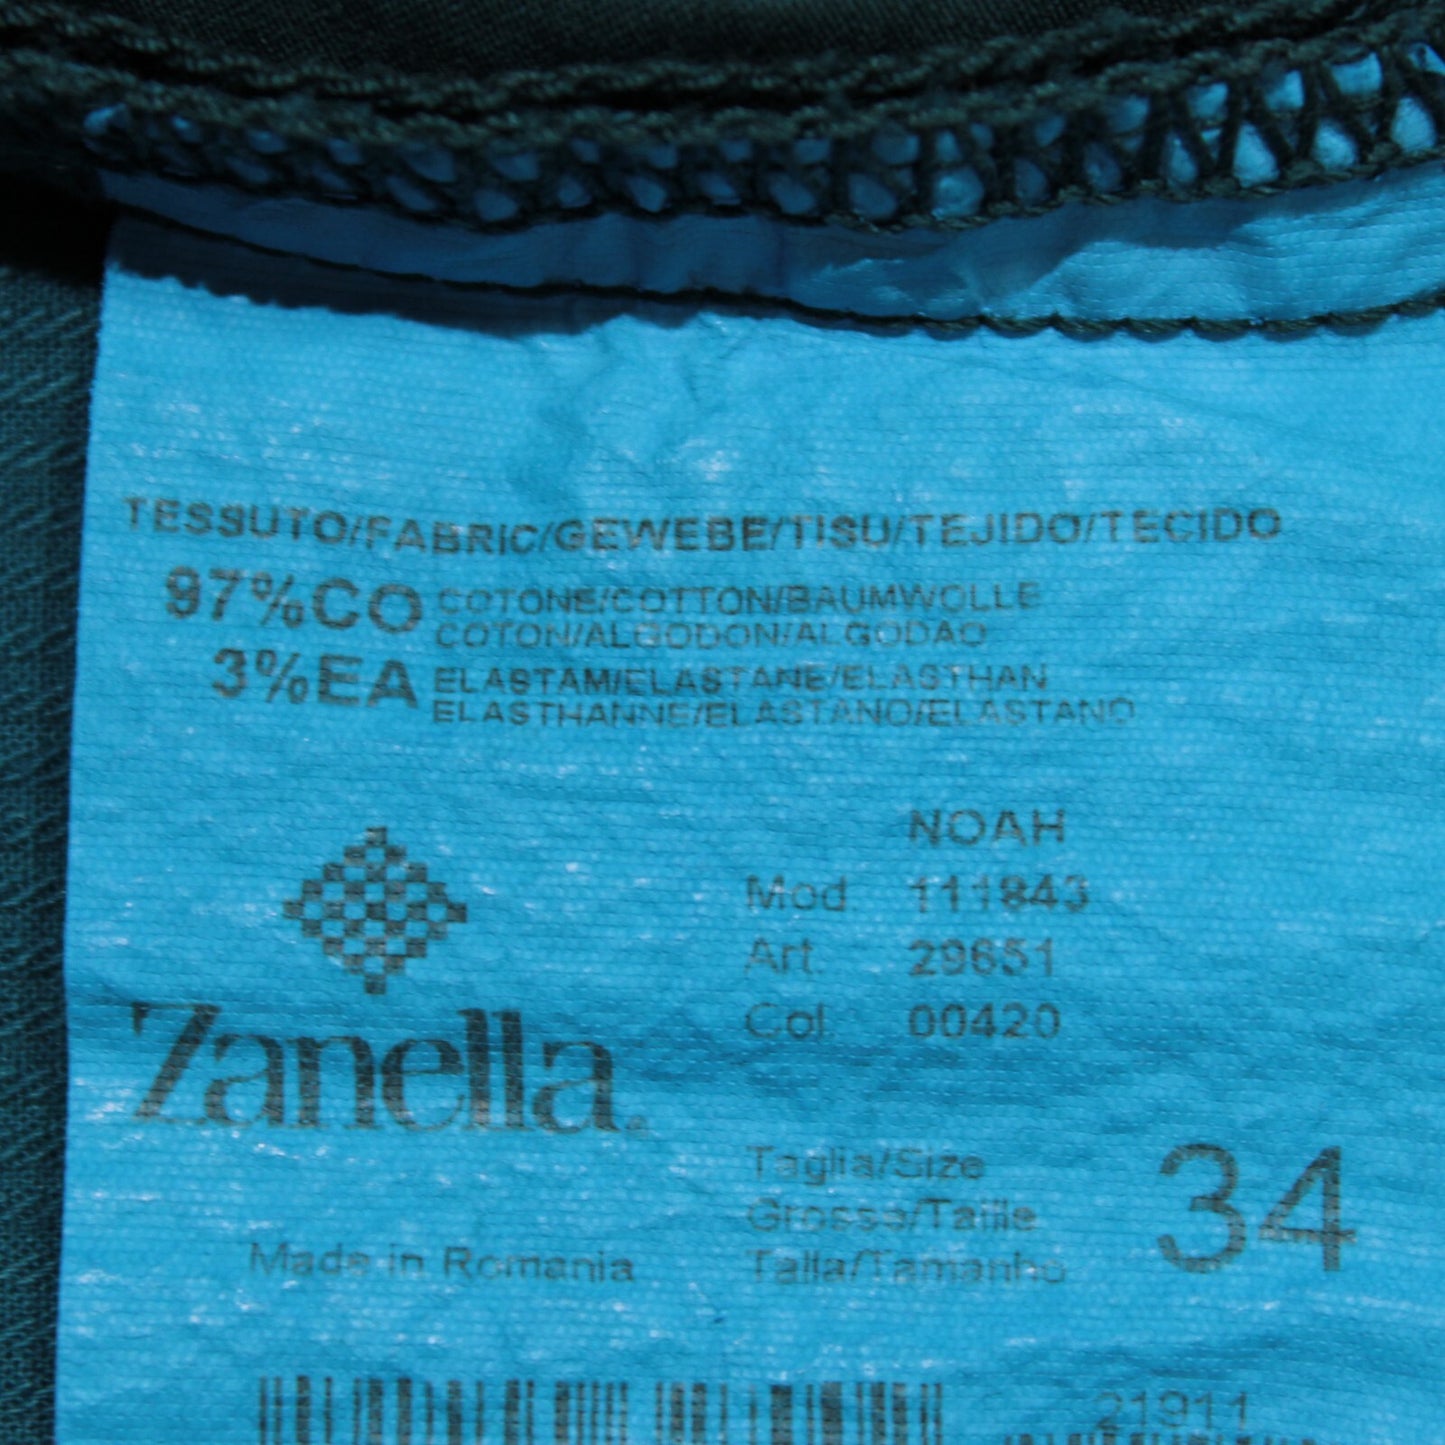 TESSUTO/FABRIC/GEWEBE/TISU/TEJIDO/TECIDO
97%CO COTONE/COTTON/BAUMWOLLE
COTON/ALGODON/ALGODAO
3%EA ELASTAM/ELASTANE/ELASTHAN
ELASTHANNE/ELASTANO/ELASTANO
NOAH
Mod. 111843
Art. 29651
Col. 00420
Zanella®
Taglia/Size
Grosse/Taille
Talla/Tamanho
34
Made in Romania
21911